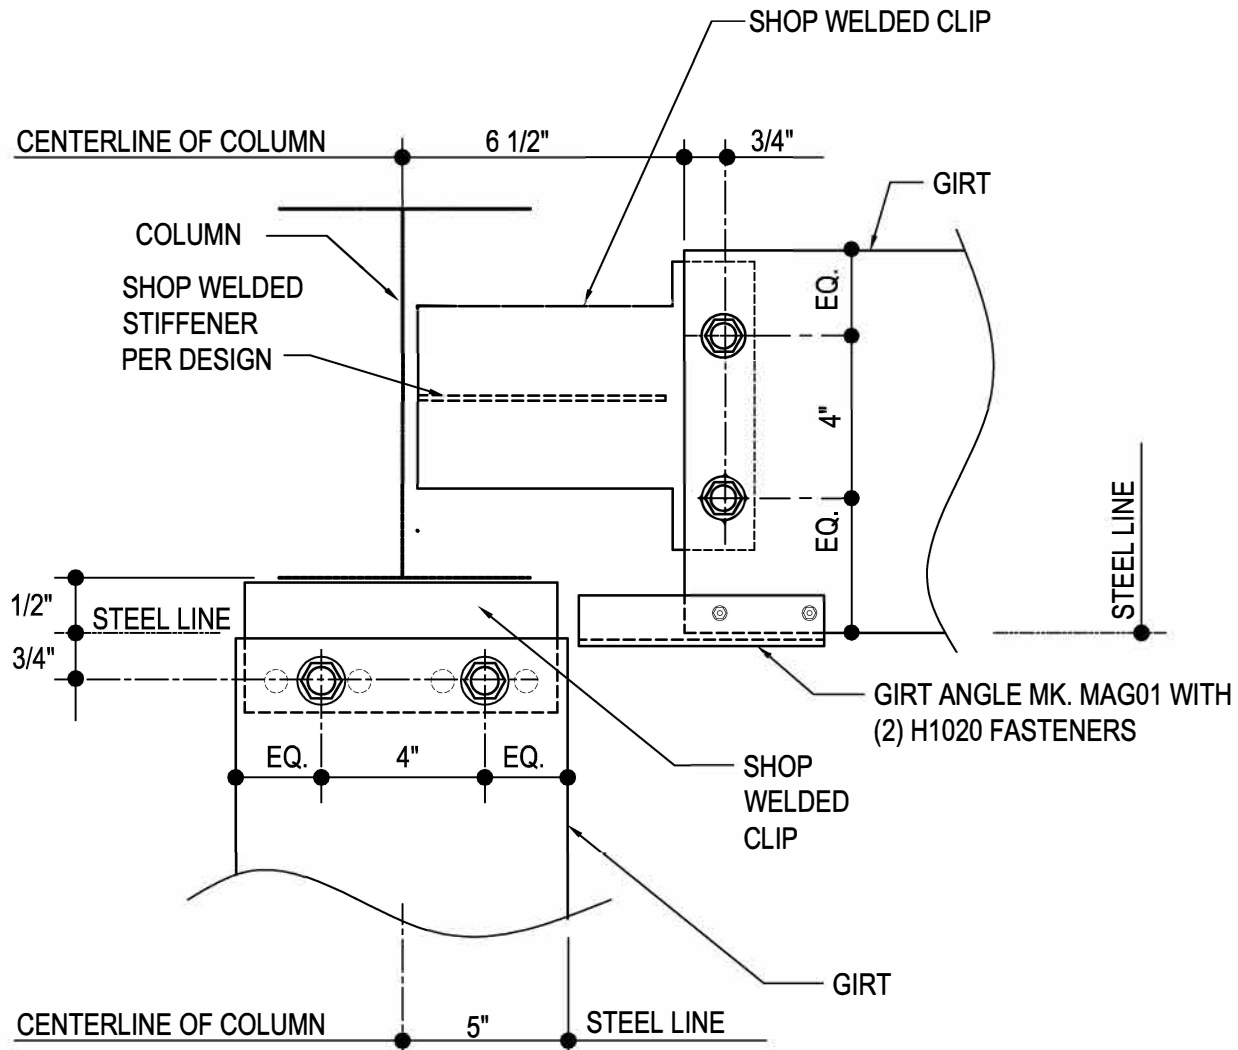 SHOP WELDED CLIP
CENTERLINE OF COLUMN
6 1/2"
3/4"
GIRT
COLUMN
SHOP WELDED
STIFFENER
PER DESIGN
EQ.
4"
EQ.
STEEL LINE
1/2"
STEEL LINE
3/4"
GIRT ANGLE MK. MAG01 WITH
(2) H1020 FASTENERS
EQ.
4"
EQ.
SHOP
WELDED
CLIP
GIRT
CENTERLINE OF COLUMN
5"
STEEL LINE